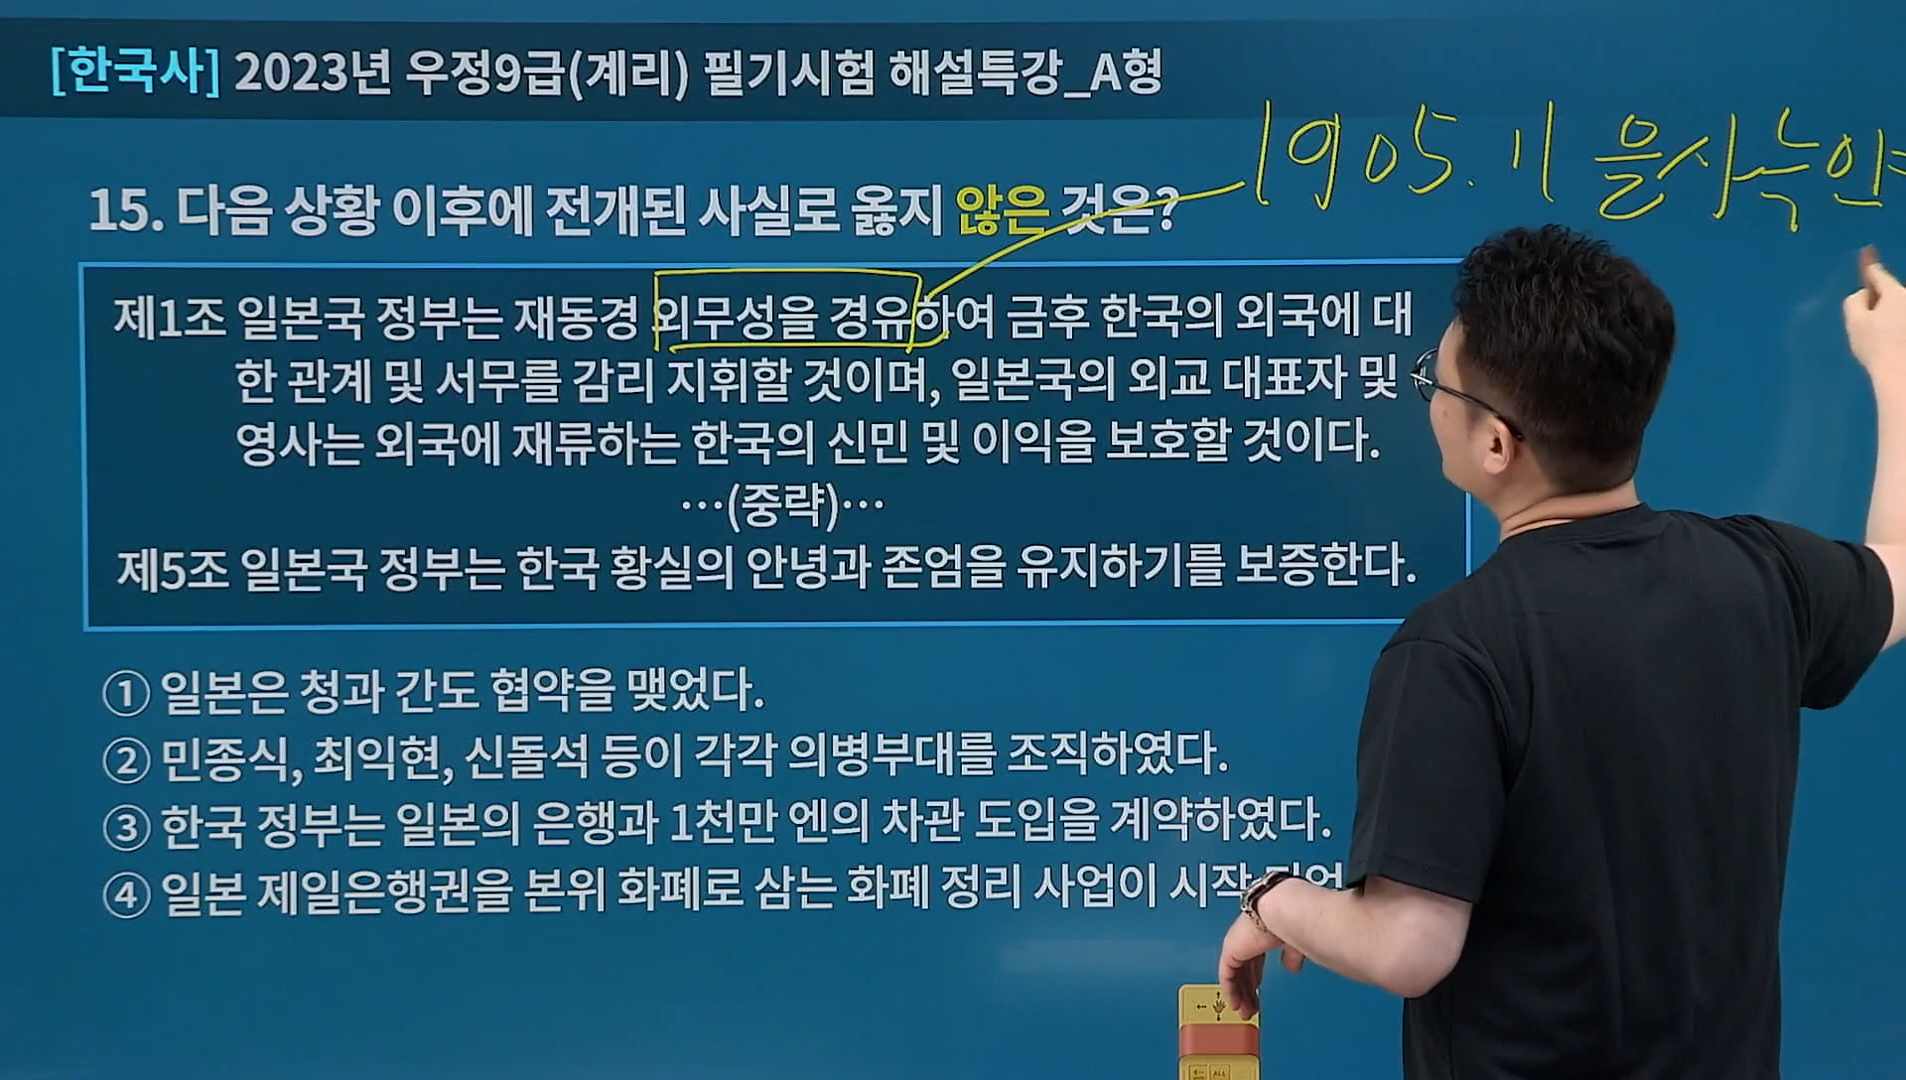 [한국사] 2023년 우정9급(계리) 필기시험 해설특강_A형
1905. 11 을사늑약
15. 다음 상황 이후에 전개된 사실로 옳지 않은 것은?
제1조 일본국 정부는 재동경 외무성을 경유하여 금후 한국의 외국에 대
한 관계 및 서무를 감리 지휘할 것이며, 일본국의 외교 대표자 및
영사는 외국에 재류하는 한국의 신민 및 이익을 보호할 것이다.
…(중략)…
제5조 일본국 정부는 한국 황실의 안녕과 존엄을 유지하기를 보증한다.
① 일본은 청과 간도 협약을 맺었다.
② 민종식, 최익현, 신돌석 등이 각각 의병부대를 조직하였다.
③ 한국 정부는 일본의 은행과 1천만 엔의 차관 도입을 계약하였다.
④ 일본 제일은행권을 본위 화폐로 삼는 화폐 정리 사업이 시작
ALL